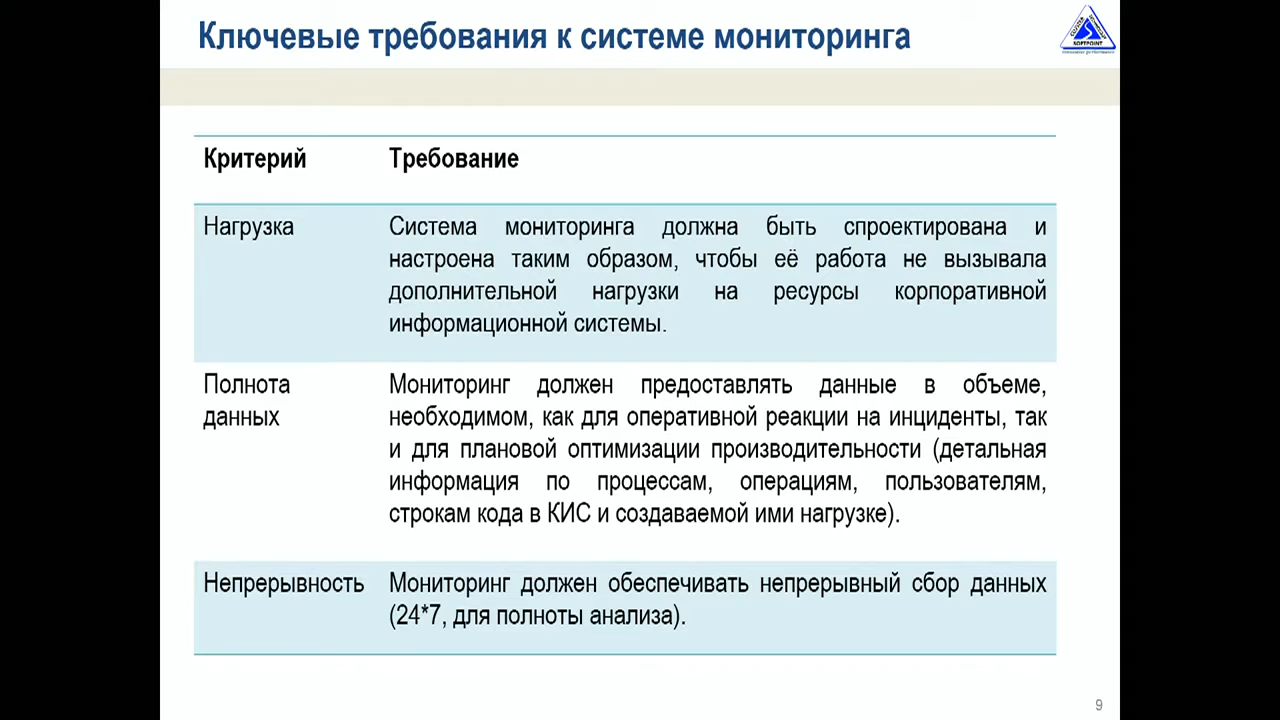 Ключевые требования к системе мониторинга
SOFTPOINT
Критерий Требование
Нагрузка Система мониторинга должна быть спроектирована и
настроена таким образом, чтобы её работа не вызывала
дополнительной нагрузки на ресурсы корпоративной
информационной системы.
Полнота Мониторинг должен предоставлять данные в объеме,
данных необходимом, как для оперативной реакции на инциденты, так
и для плановой оптимизации производительности (детальная
информация по процессам, операциям, пользователям,
строкам кода в КИС и создаваемой ими нагрузке).
Непрерывность Мониторинг должен обеспечивать непрерывный сбор данных
(24*7, для полноты анализа).
9